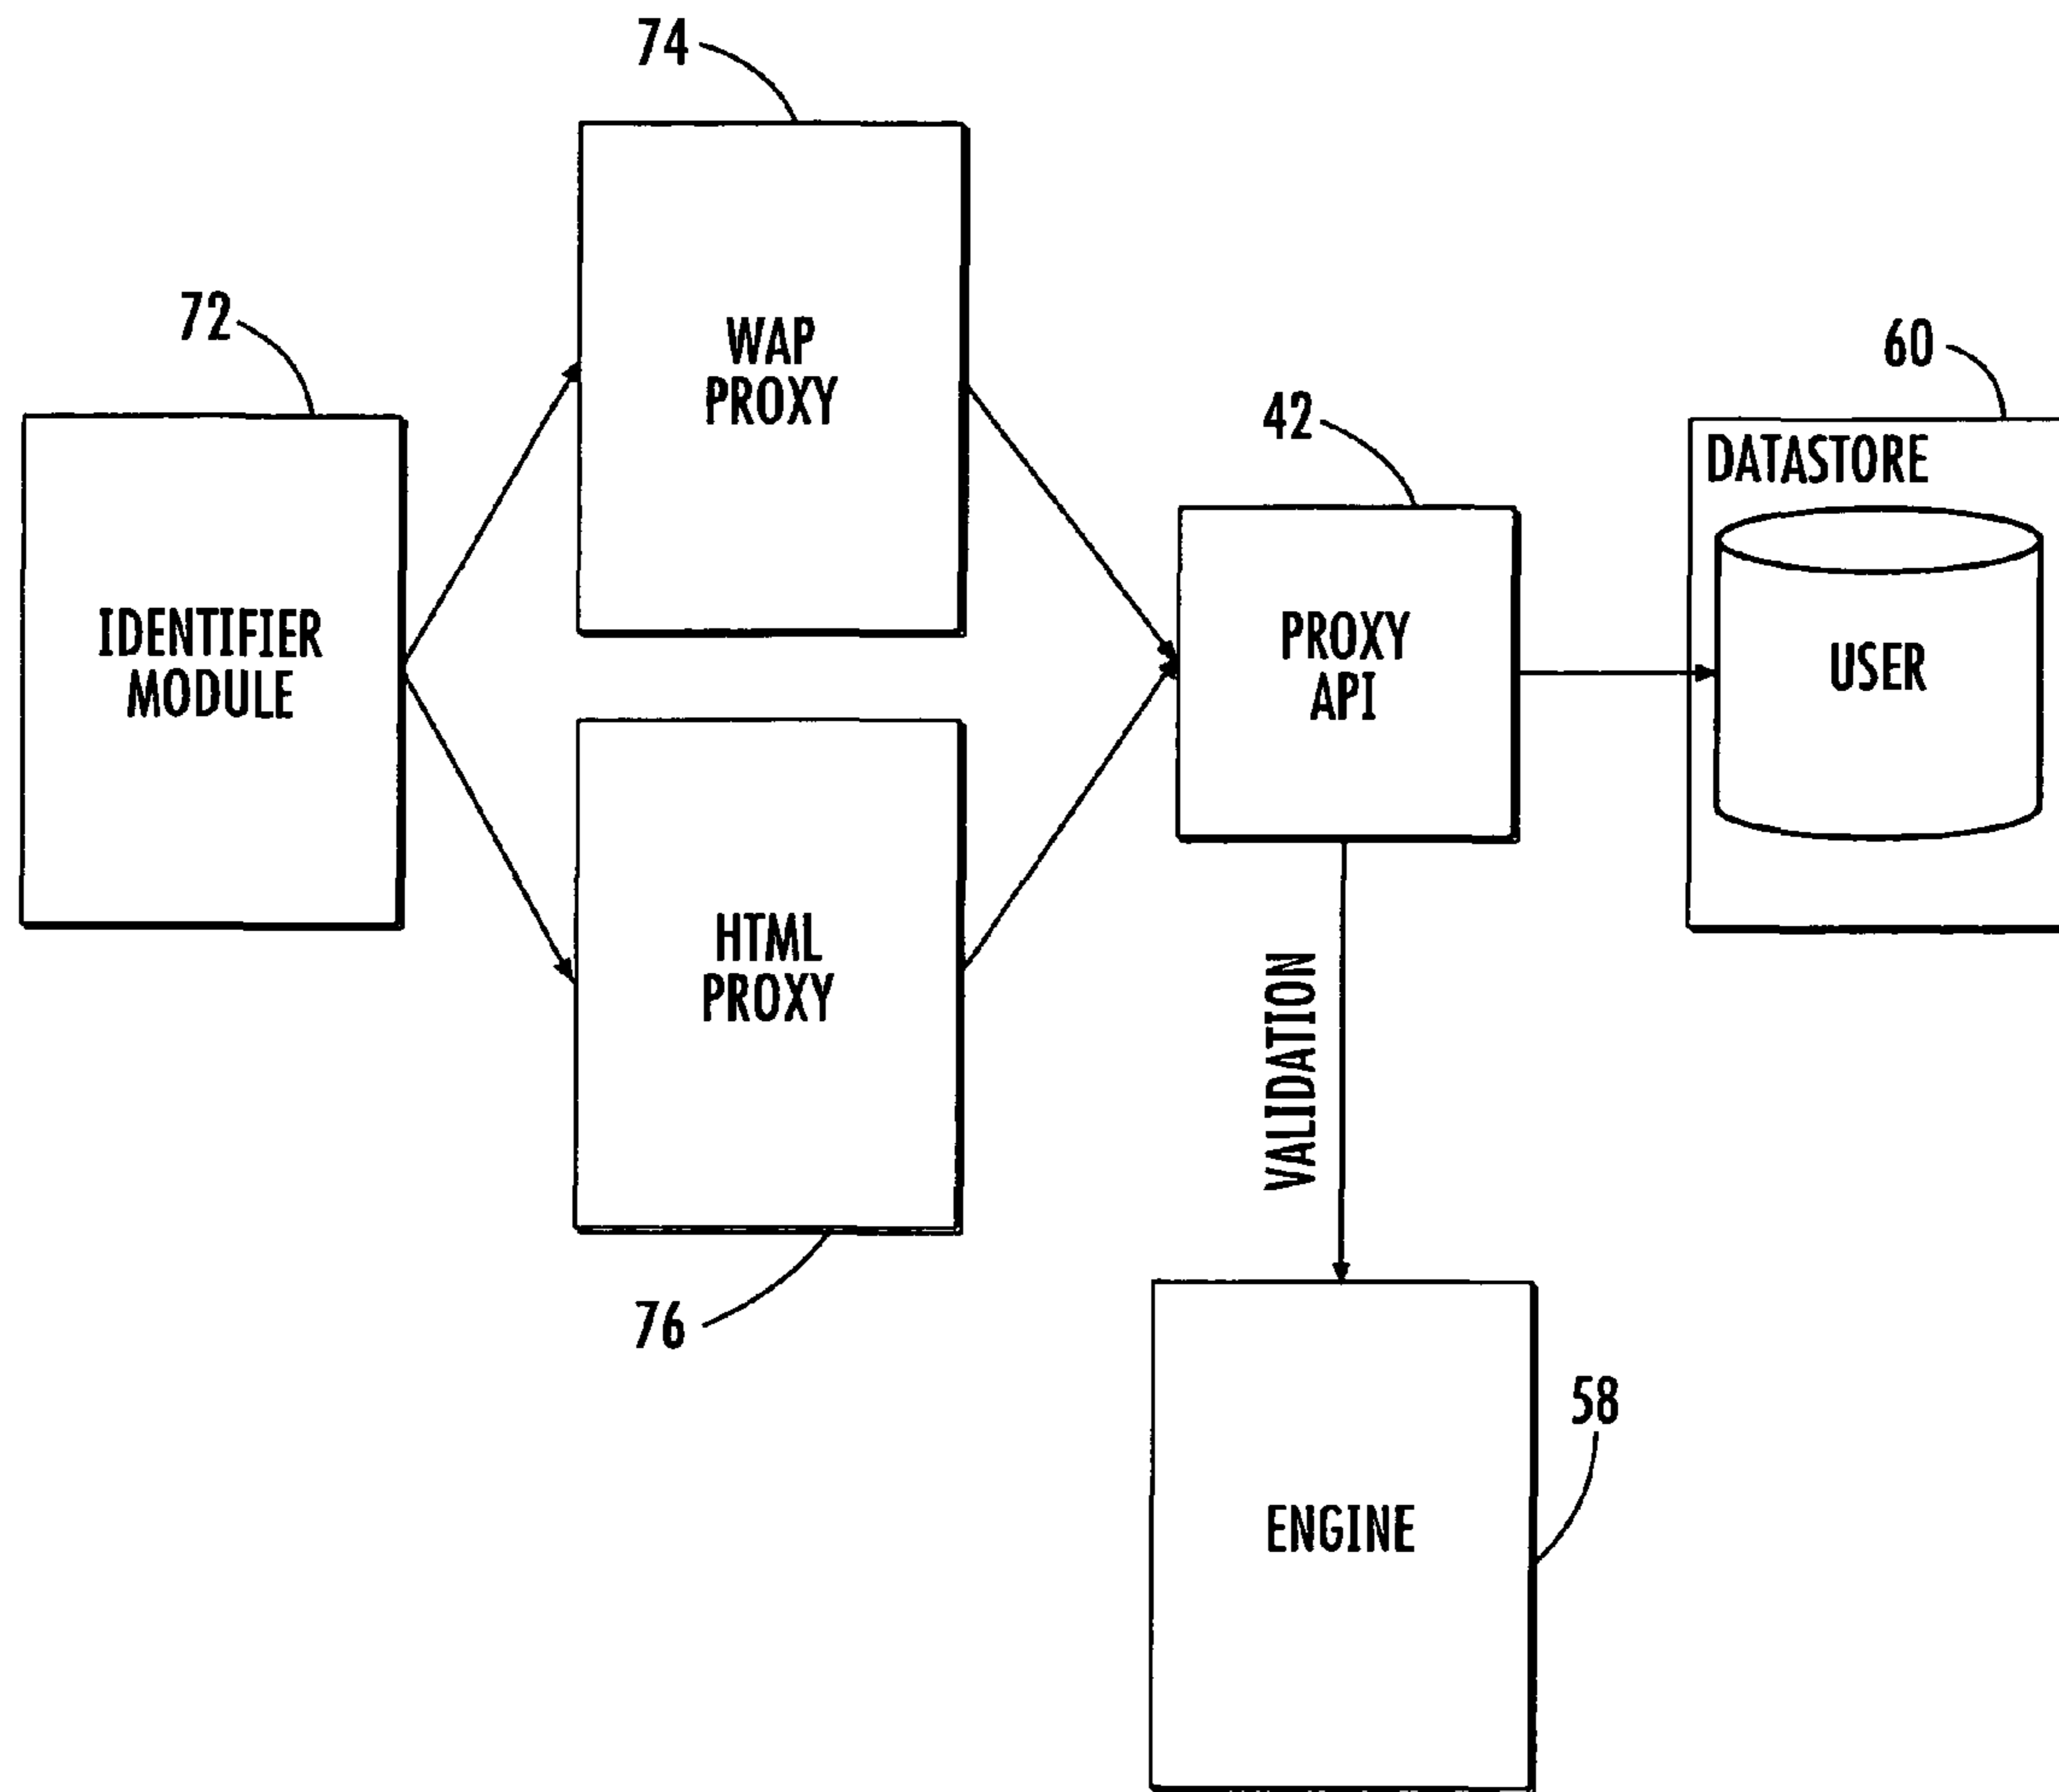 74
72
WAP
PROXY
60
42
DATASTORE
IDENTIFIER
MODULE
PROXY
API
USER
HTML
PROXY
VALIDATION
76
58
ENGINE